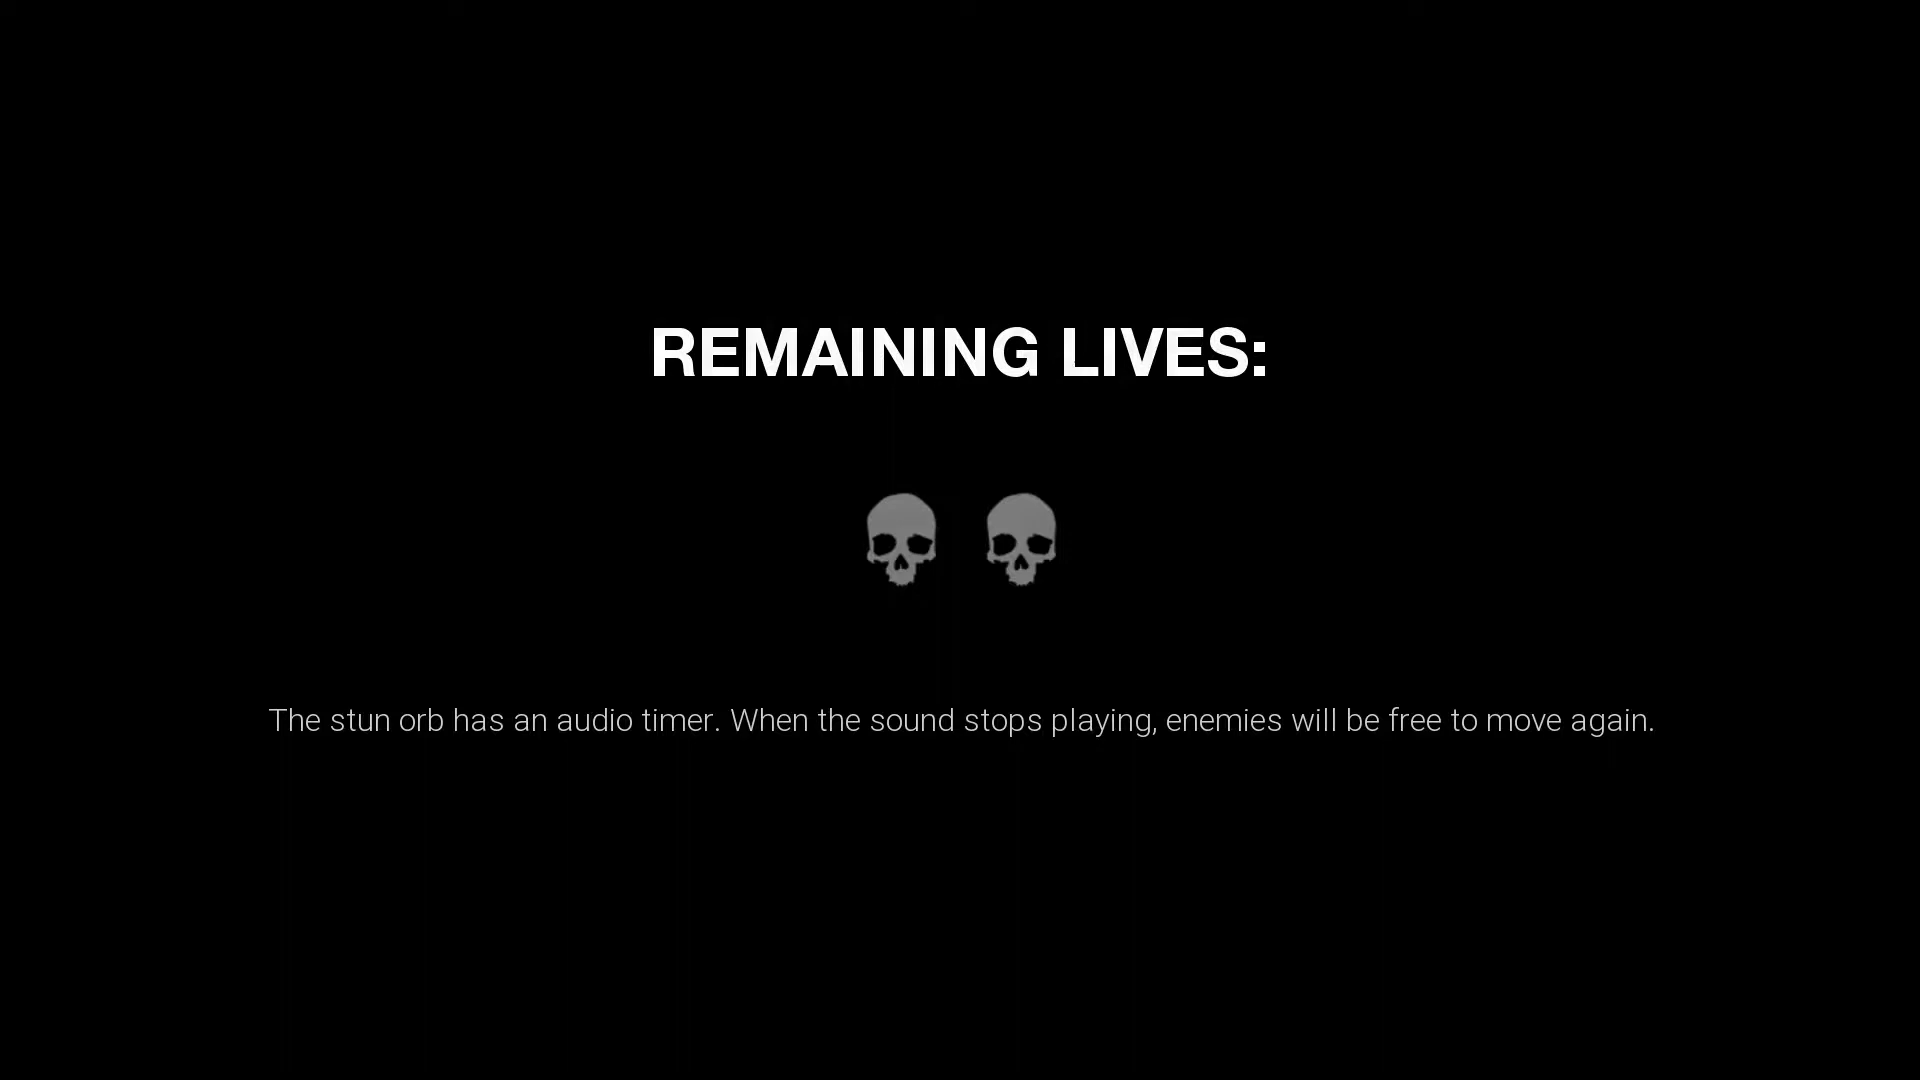 REMAINING LIVES:
The stun orb has an audio timer. When the sound stops playing, enemies will be free to move again.